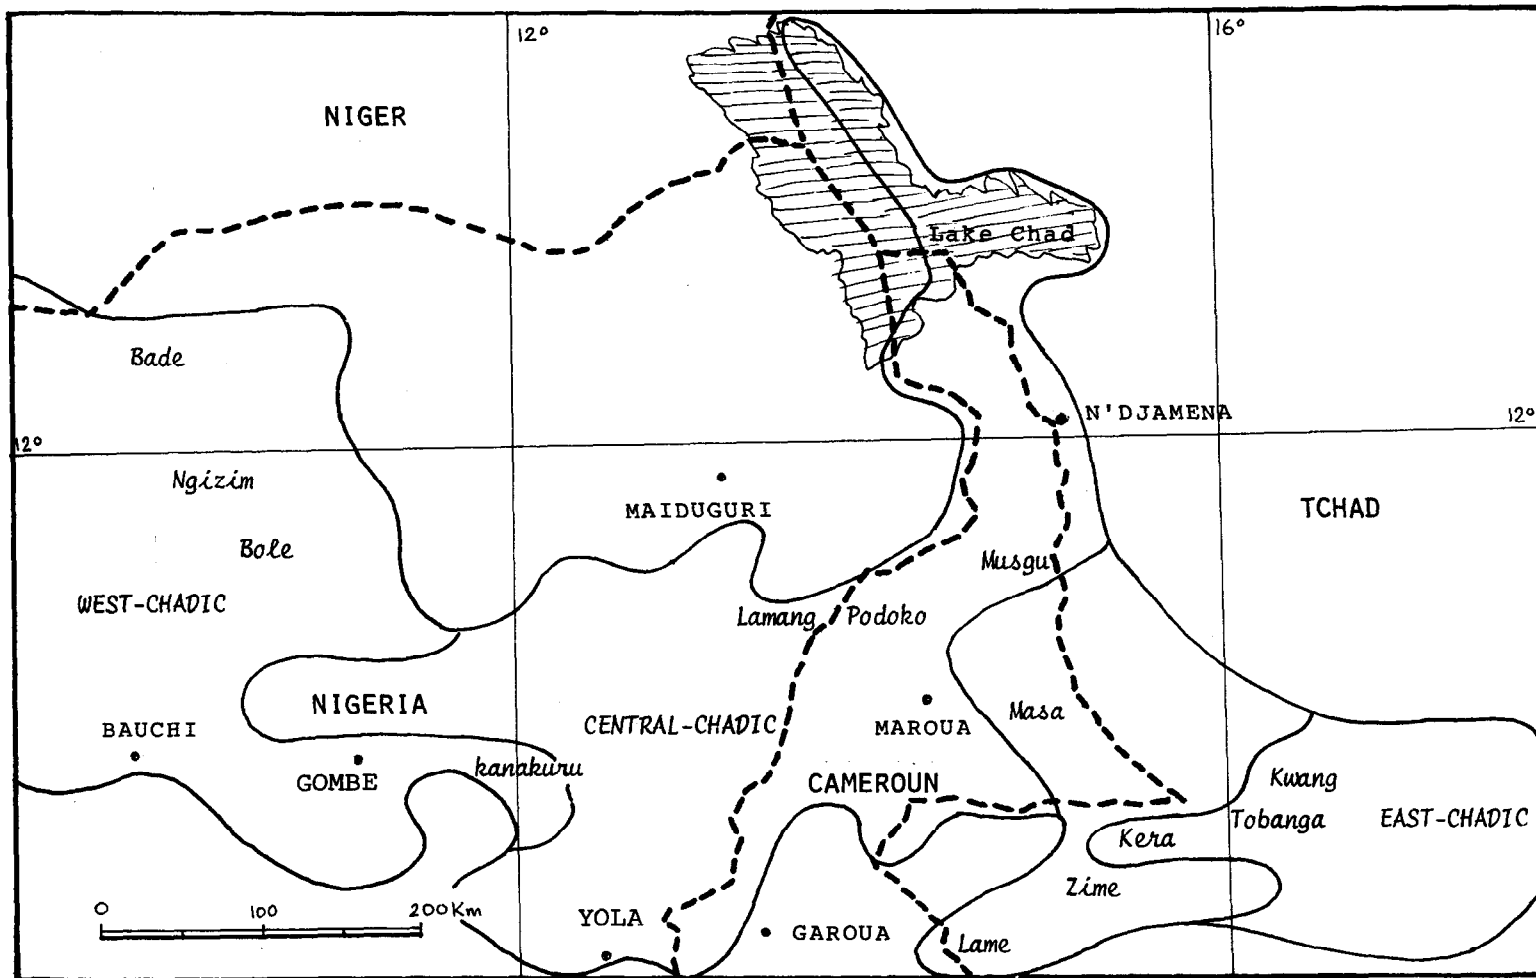 12°
16°
NIGER
Lake Chad
Bade
N'DJAMENA
12°
12°
Ngizim
MAIDUGURI
TCHAD
Bole
Musgu
WEST-CHADIC
Lamang
Podoko
NIGERIA
Masa
BAUCHI
CENTRAL-CHADIC
MAROUA
GOMBE
kanakuru
CAMEROUN
Kwang
Tobanga
EAST-CHADIC
Kera
Zime
0
100
200Km
YOLA
GAROUA
Lame